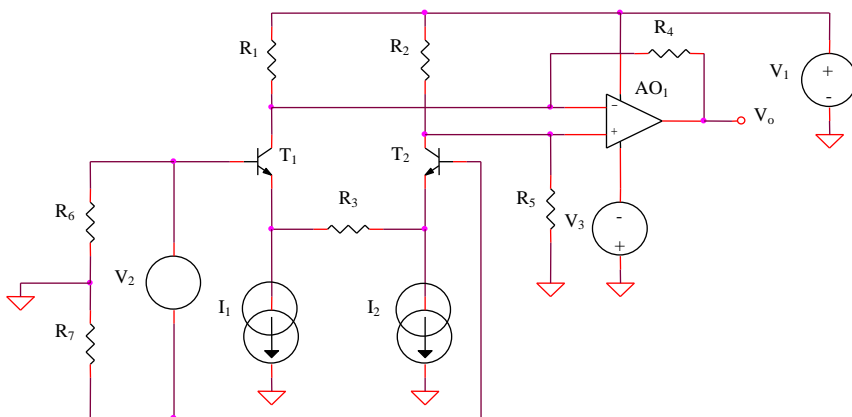 R₄
R₁
R₂
V₁
+
-
AO₁
-
+
Vₒ
T₁
T₂
R₆
R₅
R₃
V₃
-
+
V₂
I₁
I₂
R₇